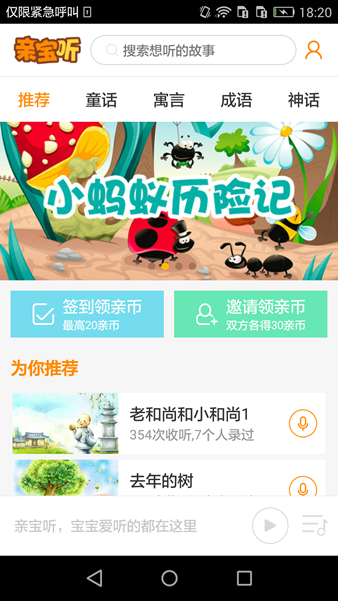 仅限紧急呼叫
18:20
亲宝听
搜索想听的故事
推荐 童话 寓言 成语 神话
小蚂蚁历险记
签到领亲币
最高20亲币
邀请领亲币
双方各得30亲币
为你推荐
老和尚和小和尚1
354次收听,7个人录过
去年的树
亲宝听，宝宝爱听的都在这里